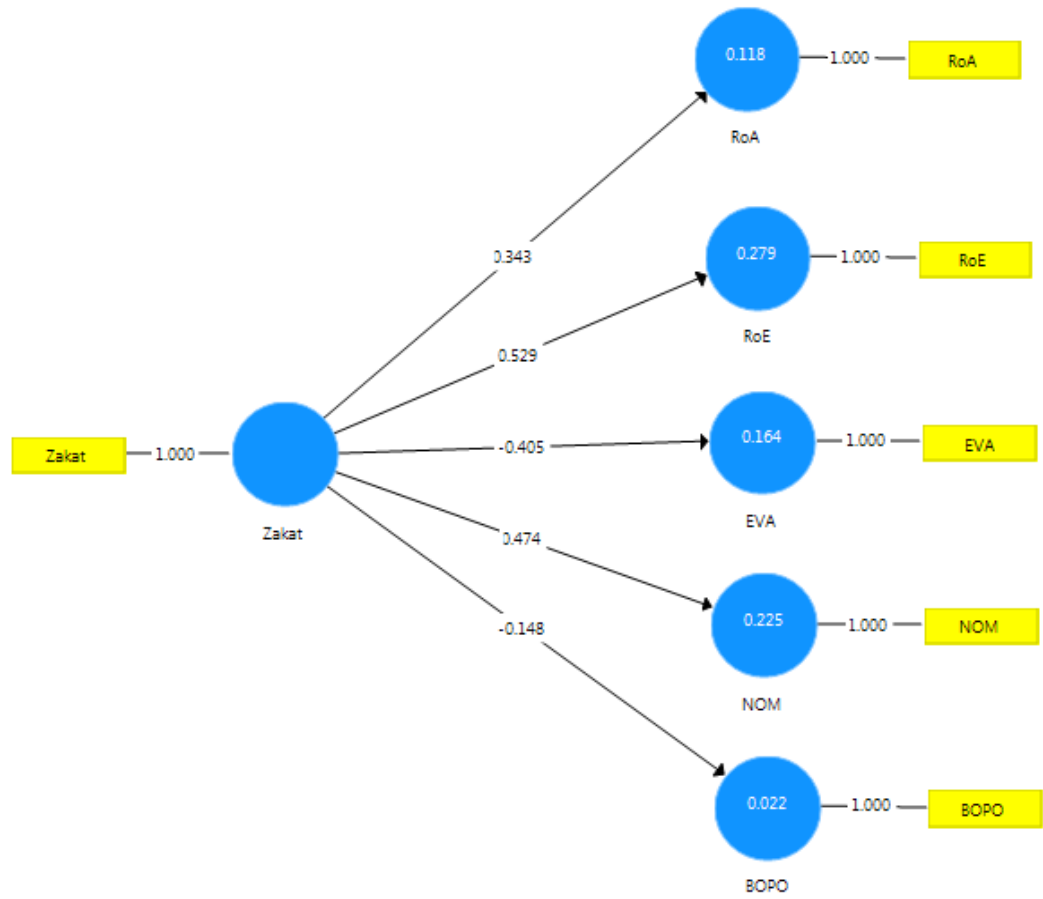 0.118
1.000
RoA
RoA
0.343
0.279
1.000
RoE
RoE
0.529
Zakat
1.000
Zakat
-0.405
0.164
1.000
EVA
EVA
0.474
0.225
1.000
NOM
NOM
-0.148
0.022
1.000
BOPO
BOPO